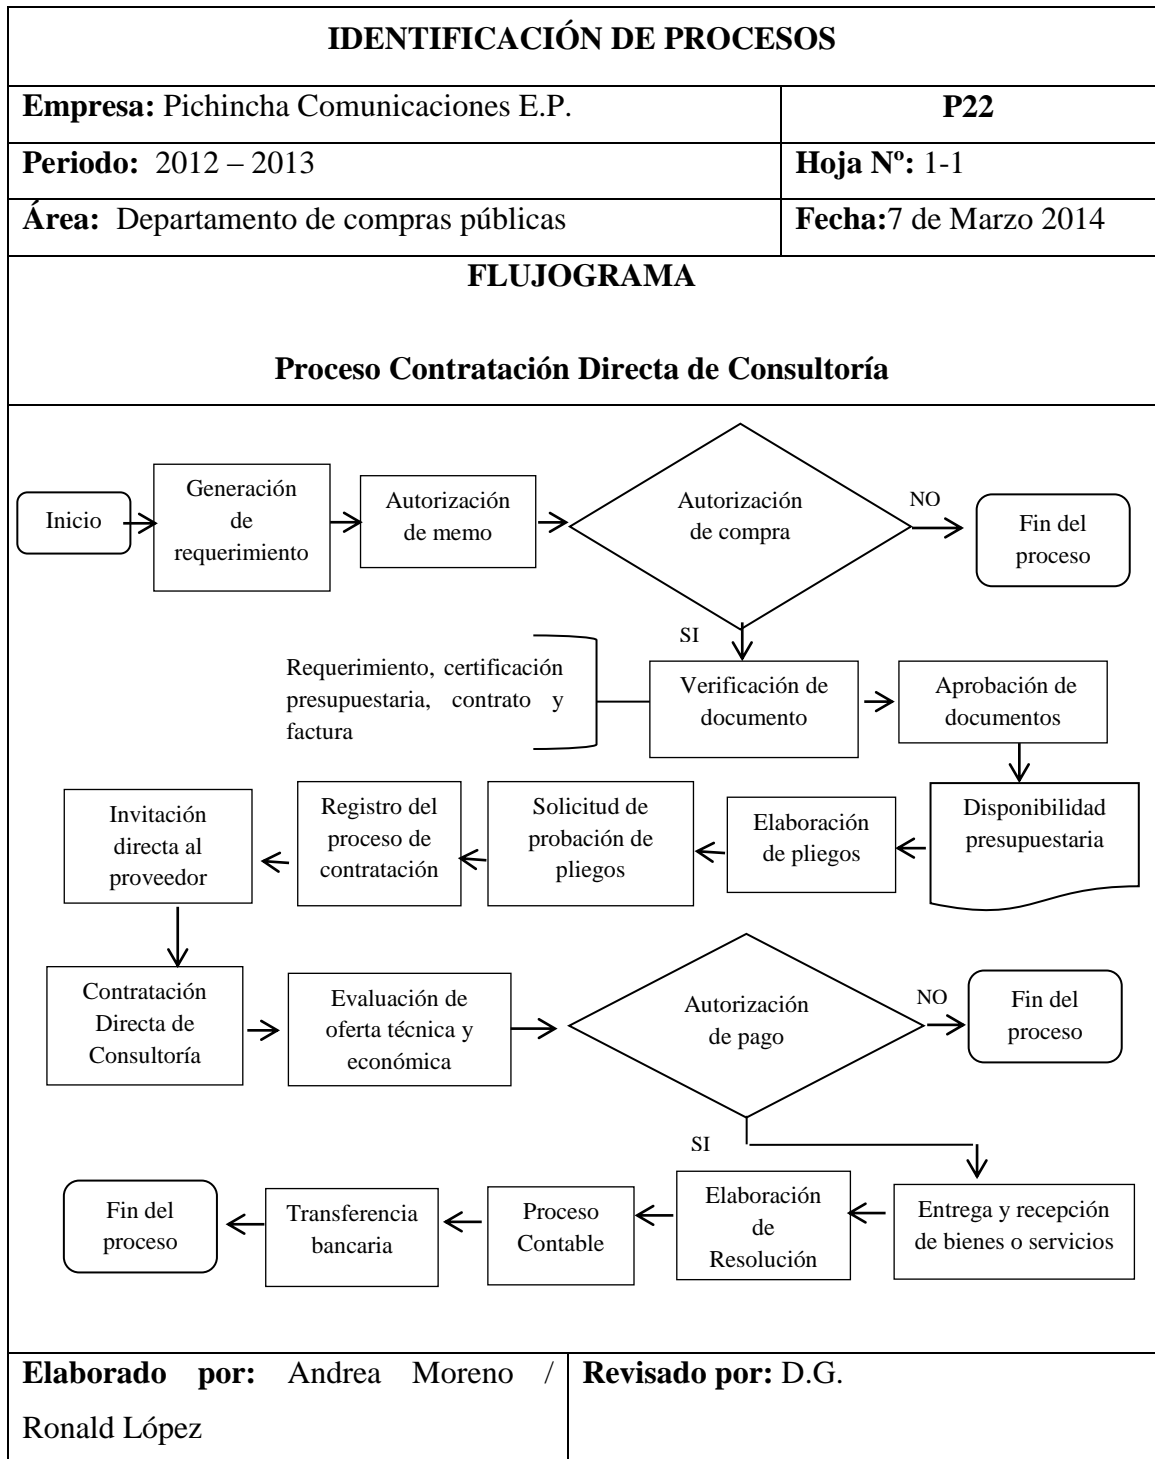 IDENTIFICACIÓN DE PROCESOS
Empresa: Pichincha Comunicaciones E.P.
P22
Periodo: 2012 – 2013
Hoja Nº: 1-1
Área: Departamento de compras públicas
Fecha:7 de Marzo 2014
FLUJOGRAMA
Proceso Contratación Directa de Consultoría
Inicio
Generación
de
requerimiento
Autorización
de memo
Autorización
de compra
NO
Fin del
proceso
SI
Requerimiento, certificación
presupuestaria, contrato y
factura
Verificación de
documento
Aprobación de
documentos
Disponibilidad
presupuestaria
Elaboración
de pliegos
Solicitud de
probación de
pliegos
Registro del
proceso de
contratación
Invitación
directa al
proveedor
Contratación
Directa de
Consultoría
Evaluación de
oferta técnica y
económica
Autorización
de pago
NO
Fin del
proceso
SI
Entrega y recepción
de bienes o servicios
Elaboración
de
Resolución
Proceso
Contable
Transferencia
bancaria
Fin del
proceso
Elaborado por: Andrea Moreno /
Ronald López
Revisado por: D.G.